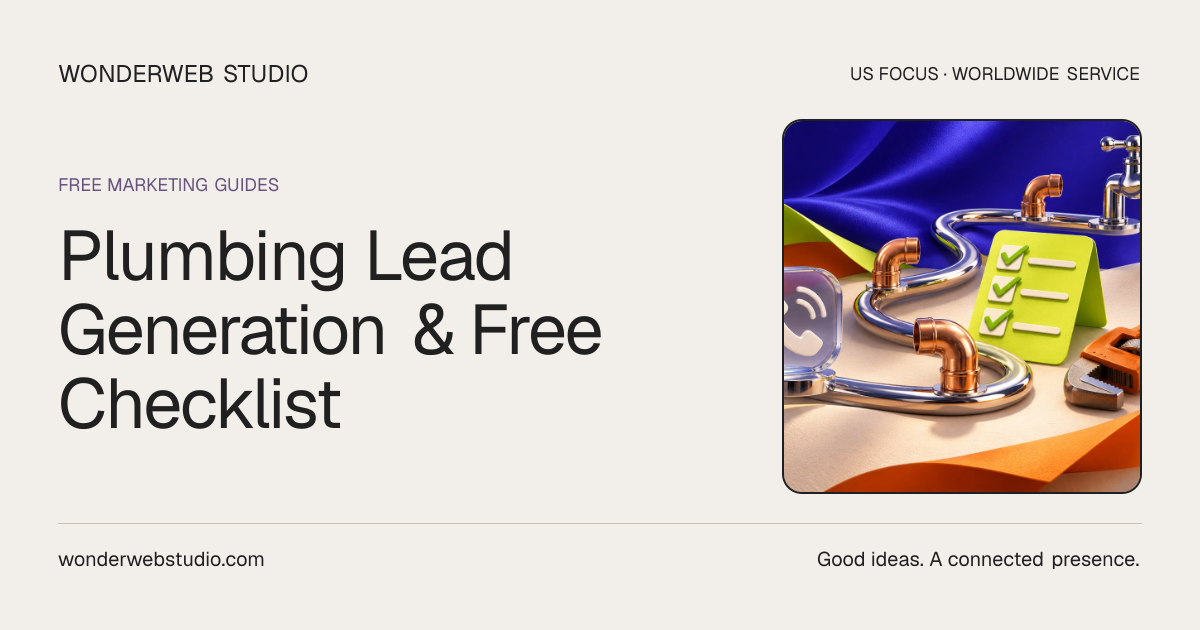 WONDERWEB STUDIO
US FOCUS · WORLDWIDE SERVICE
FREE MARKETING GUIDES
Plumbing Lead
Generation & Free
Checklist
wonderwebstudio.com
Good ideas. A connected presence.